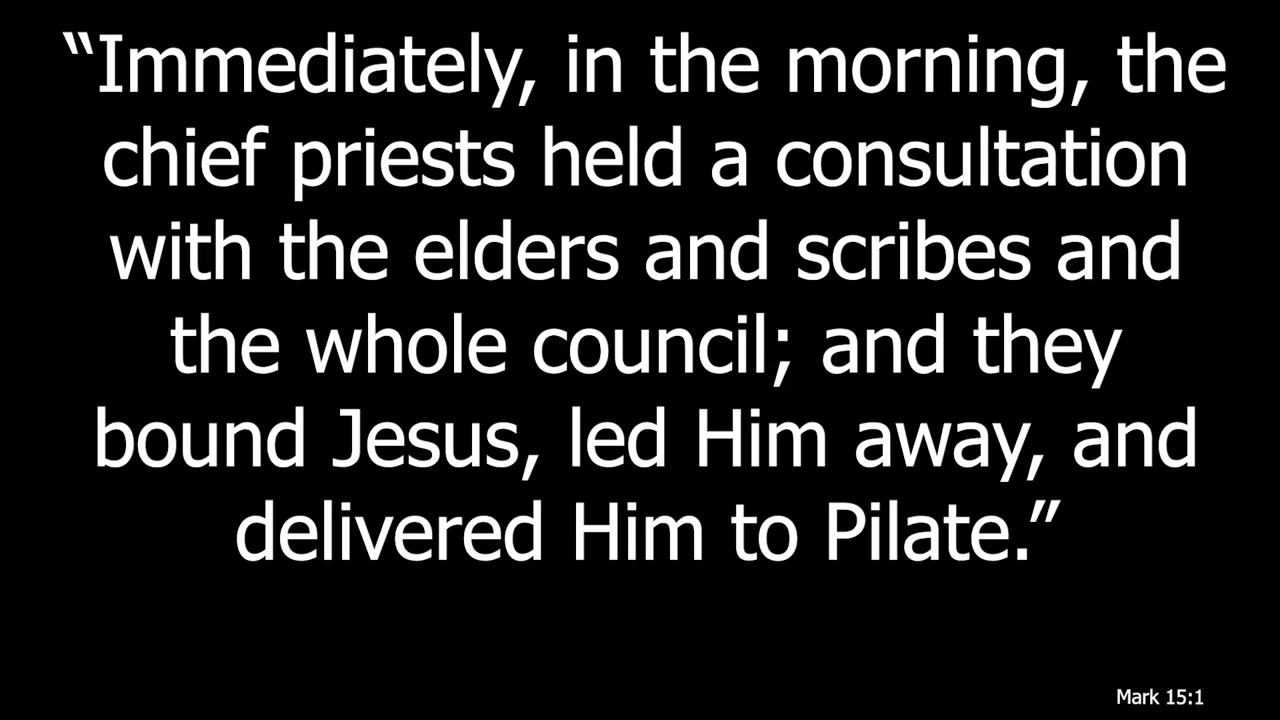 “Immediately, in the morning, the
chief priests held a consultation
with the elders and scribes and
the whole council; and they
bound Jesus, led Him away, and
delivered Him to Pilate.”
Mark 15:1